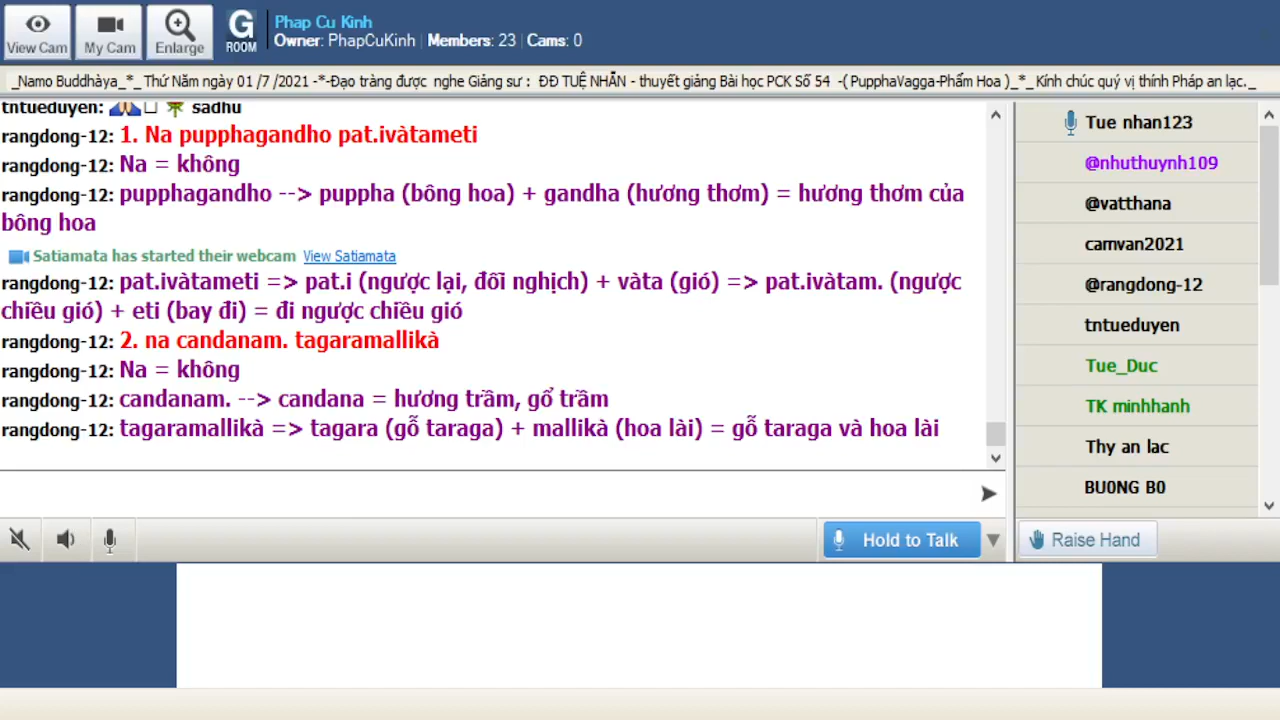 View Cam
My Cam
Enlarge
G
ROOM
Phap Cu Kinh
Owner: PhapCuKinh | Members: 23 | Cams: 0
_Namo Buddhàya_*_ Thứ Năm ngày 01 /7 /2021 -*-Đạo tràng được nghe Giảng sư : ĐĐ TUỆ NHẪN - thuyết giảng Bài học PCK Số 54 -( PupphaVagga-Phẩm Hoa )_*_ Kính chúc quý vị thính Pháp an lạc._
tntueduyen: 🙏 sadhu
rangdong-12: 1. Na pupphagandho pat.ivàtameti
rangdong-12: Na = không
rangdong-12: pupphagandho --> puppha (bông hoa) + gandha (hương thơm) = hương thơm của
bông hoa
Satiamata has started their webcam View Satiamata
rangdong-12: pat.ivàtameti => pat.i (ngược lại, đối nghịch) + vàta (gió) => pat.ivàtam. (ngược
chiều gió) + eti (bay đi) = đi ngược chiều gió
rangdong-12: 2. na candanam. tagaramallikà
rangdong-12: Na = không
rangdong-12: candanam. --> candana = hương trầm, gổ trầm
rangdong-12: tagaramallikà => tagara (gỗ taraga) + mallikà (hoa lài) = gỗ taraga và hoa lài
Tue nhan123
@nhuthuynh109
@vatthana
camvan2021
@rangdong-12
tntueduyen
Tue_Duc
TK minhhanh
Thy an lac
BU0NG B0
Hold to Talk
Raise Hand